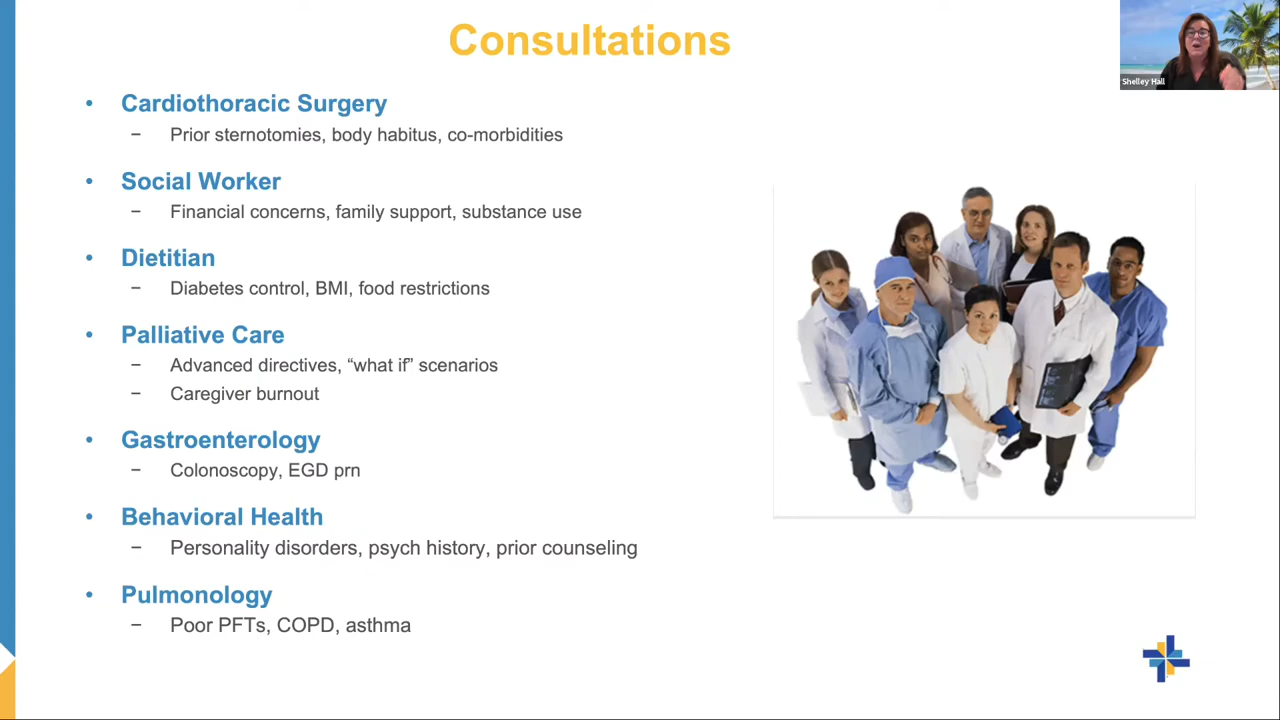 Consultations
Shelley Hall
• Cardiothoracic Surgery
− Prior sternotomies, body habitus, co-morbidities
• Social Worker
− Financial concerns, family support, substance use
• Dietitian
− Diabetes control, BMI, food restrictions
• Palliative Care
− Advanced directives, “what if” scenarios
− Caregiver burnout
• Gastroenterology
− Colonoscopy, EGD prn
• Behavioral Health
− Personality disorders, psych history, prior counseling
• Pulmonology
− Poor PFTs, COPD, asthma